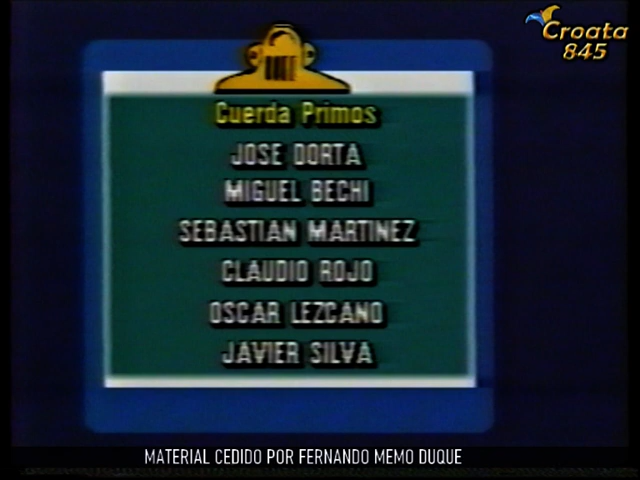 Croata
845
Cuerda Primos
JOSE DORTA
MIGUEL BECHI
SEBASTIAN MARTINEZ
CLAUDIO ROJO
OSCAR LEZCANO
JAVIER SILVA
MATERIAL CEDIDO POR FERNANDO MEMO DUQUE